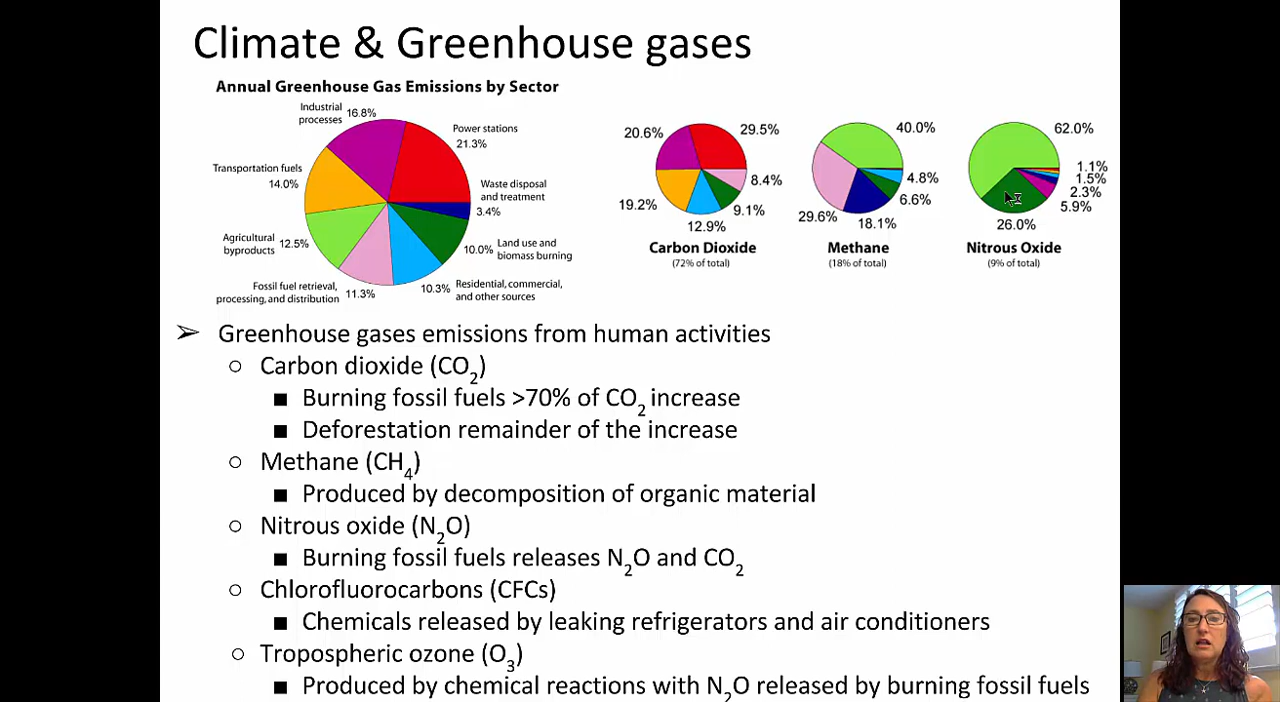 Climate & Greenhouse gases
Annual Greenhouse Gas Emissions by Sector
Industrial
processes
16.8%
Power stations
21.3%
Transportation fuels
14.0%
Waste disposal
and treatment
3.4%
Agricultural
byproducts
12.5%
10.0%
Land use and
biomass burning
Fossil fuel retrieval,
processing, and distribution
11.3%
10.3%
Residential, commercial,
and other sources
20.6%
29.5%
8.4%
19.2%
9.1%
12.9%
Carbon Dioxide
(72% of total)
40.0%
4.8%
6.6%
29.6%
18.1%
Methane
(18% of total)
62.0%
1.1%
1.5%
2.3%
5.9%
26.0%
Nitrous Oxide
(9% of total)
➢ Greenhouse gases emissions from human activities
○ Carbon dioxide (CO₂)
■ Burning fossil fuels >70% of CO₂ increase
■ Deforestation remainder of the increase
○ Methane (CH₄)
■ Produced by decomposition of organic material
○ Nitrous oxide (N₂O)
■ Burning fossil fuels releases N₂O and CO₂
○ Chlorofluorocarbons (CFCs)
■ Chemicals released by leaking refrigerators and air conditioners
○ Tropospheric ozone (O₃)
■ Produced by chemical reactions with N₂O released by burning fossil fuels